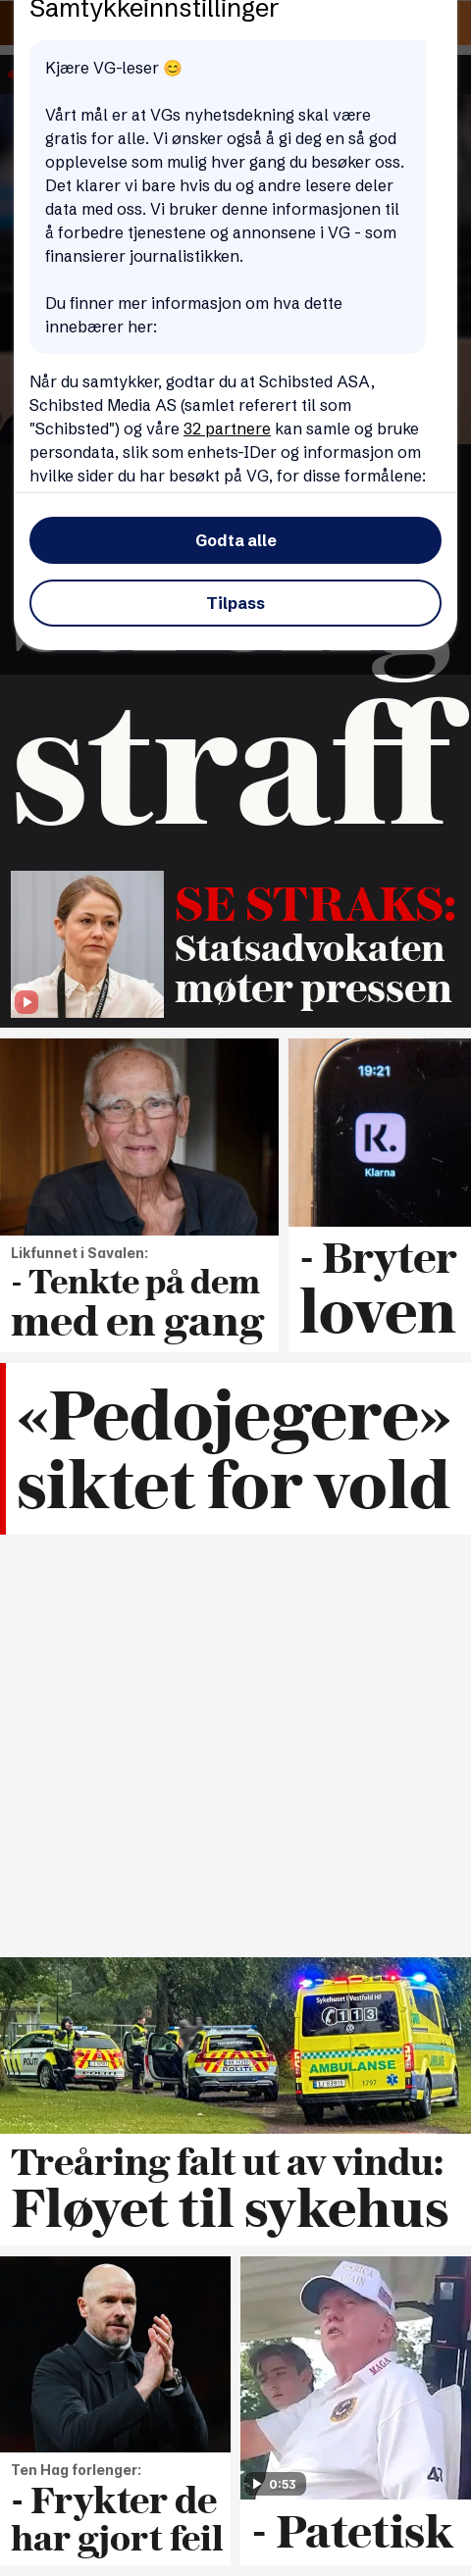 Samtykkeinnstillinger
Kjære VG-leser 😊
Vårt mål er at VGs nyhetsdekning skal være
gratis for alle. Vi ønsker også å gi deg en så god
opplevelse som mulig hver gang du besøker oss.
Det klarer vi bare hvis du og andre lesere deler
data med oss. Vi bruker denne informasjonen til
å forbedre tjenestene og annonsene i VG - som
finansierer journalistikken.
Du finner mer informasjon om hva dette
innebærer her:
Når du samtykker, godtar du at Schibsted ASA,
Schibsted Media AS (samlet referert til som
"Schibsted") og våre 32 partnere kan samle og bruke
persondata, slik som enhets-IDer og informasjon om
hvilke sider du har besøkt på VG, for disse formålene:
Godta alle
Tilpass
straff
SE STRAKS:
Statsadvokaten
møter pressen
19:21
K.
Klarna
Likfunnet i Savalen:
- Tenkte på dem
med en gang
- Bryter
loven
«Pedojegere»
siktet for vold
Sykehuset i Vestfold HF
113
POLITI
POLITI
AMBULANSE
1797
Treåring falt ut av vindu:
Fløyet til sykehus
MAGA
0:53
Ten Hag forlenger:
- Frykter de
har gjort feil
- Patetisk